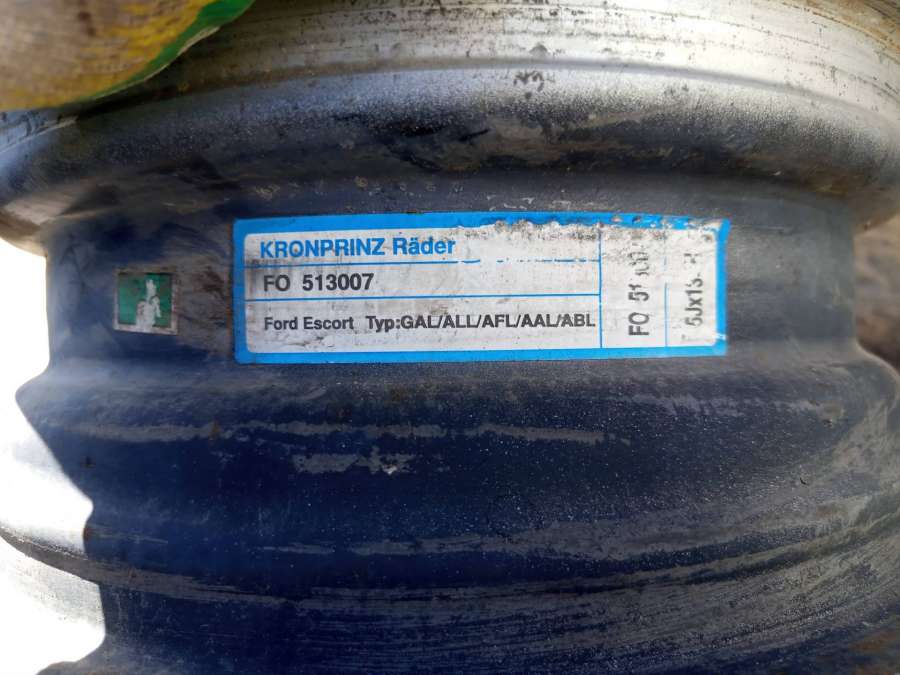 KRONPRINZ Räder
FO 513007
Ford Escort Typ:GAL/ALL/AFL/AAL/ABL
FO